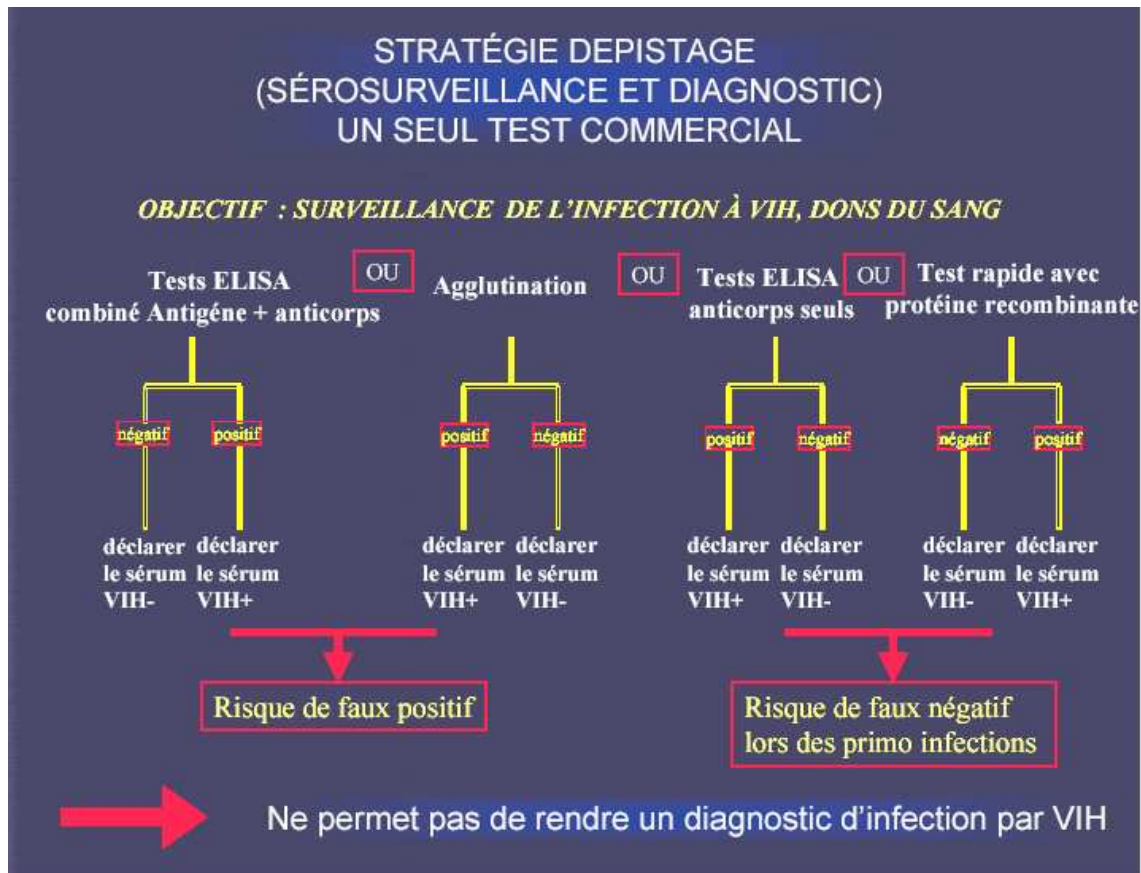 STRATÉGIE DEPISTAGE
(SÉROSURVEILLANCE ET DIAGNOSTIC)
UN SEUL TEST COMMERCIAL
OBJECTIF : SURVEILLANCE DE L'INFECTION À VIH, DONS DU SANG
Tests ELISA
combiné Antigéne + anticorps
OU
Agglutination
OU
Tests ELISA
anticorps seuls
OU
Test rapide avec
protéine recombinante
négatif
positif
positif
négatif
positif
négatif
négatif
positif
déclarer
le sérum
VIH-
déclarer
le sérum
VIH+
déclarer
le sérum
VIH+
déclarer
le sérum
VIH-
déclarer
le sérum
VIH+
déclarer
le sérum
VIH-
déclarer
le sérum
VIH-
déclarer
le sérum
VIH+
Risque de faux positif
Risque de faux négatif
lors des primo infections
Ne permet pas de rendre un diagnostic d'infection par VIH